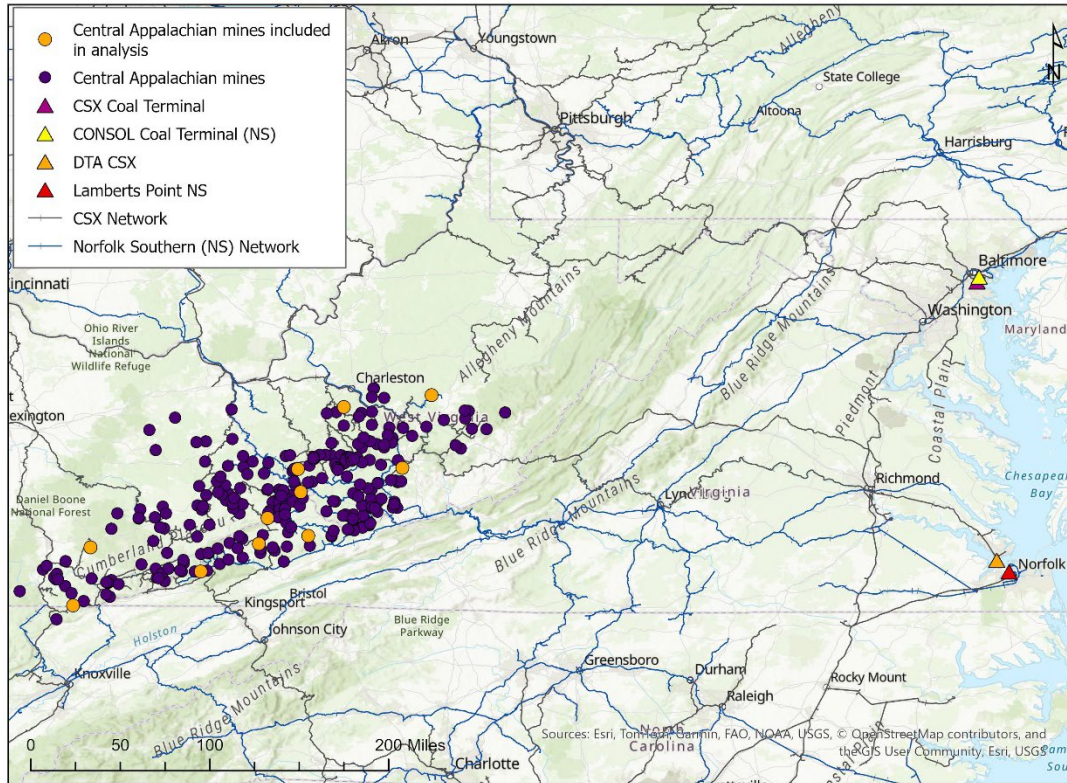 Central Appalachian mines included
in analysis
Central Appalachian mines
CSX Coal Terminal
CONSOL Coal Terminal (NS)
DTA CSX
Lamberts Point NS
CSX Network
Norfolk Southern (NS) Network
N
Akron
Youngstown
Allegheny
State College
Pittsburgh
Altoona
Harrisburg
Baltimore
Washington
Maryland
incinnati
Ohio River
Islands
National
Wildlife Refuge
Allegheny Mountains
Blue Ridge Mountains
Piedmont
Coastal Plain
Charleston
West Virginia
exington
Richmond
Chesapeake
Bay
Virginia
Daniel Boone
National Forest
Cumberland
Blue Ridge Mountains
Norfolk
Bristol
Kingsport
Blue Ridge
Parkway
Holston
Johnson City
Knoxville
Greensboro
Durham
Raleigh
Rocky Mount
Blue Ridge Mountains
North
Carolina
Plain
Sources: Esri, TomTom, Garmin, FAO, NOAA, USGS, © OpenStreetMap contributors, and
the GIS User Community, Esri, USGS
0 50 100 200 Miles
Charlotte